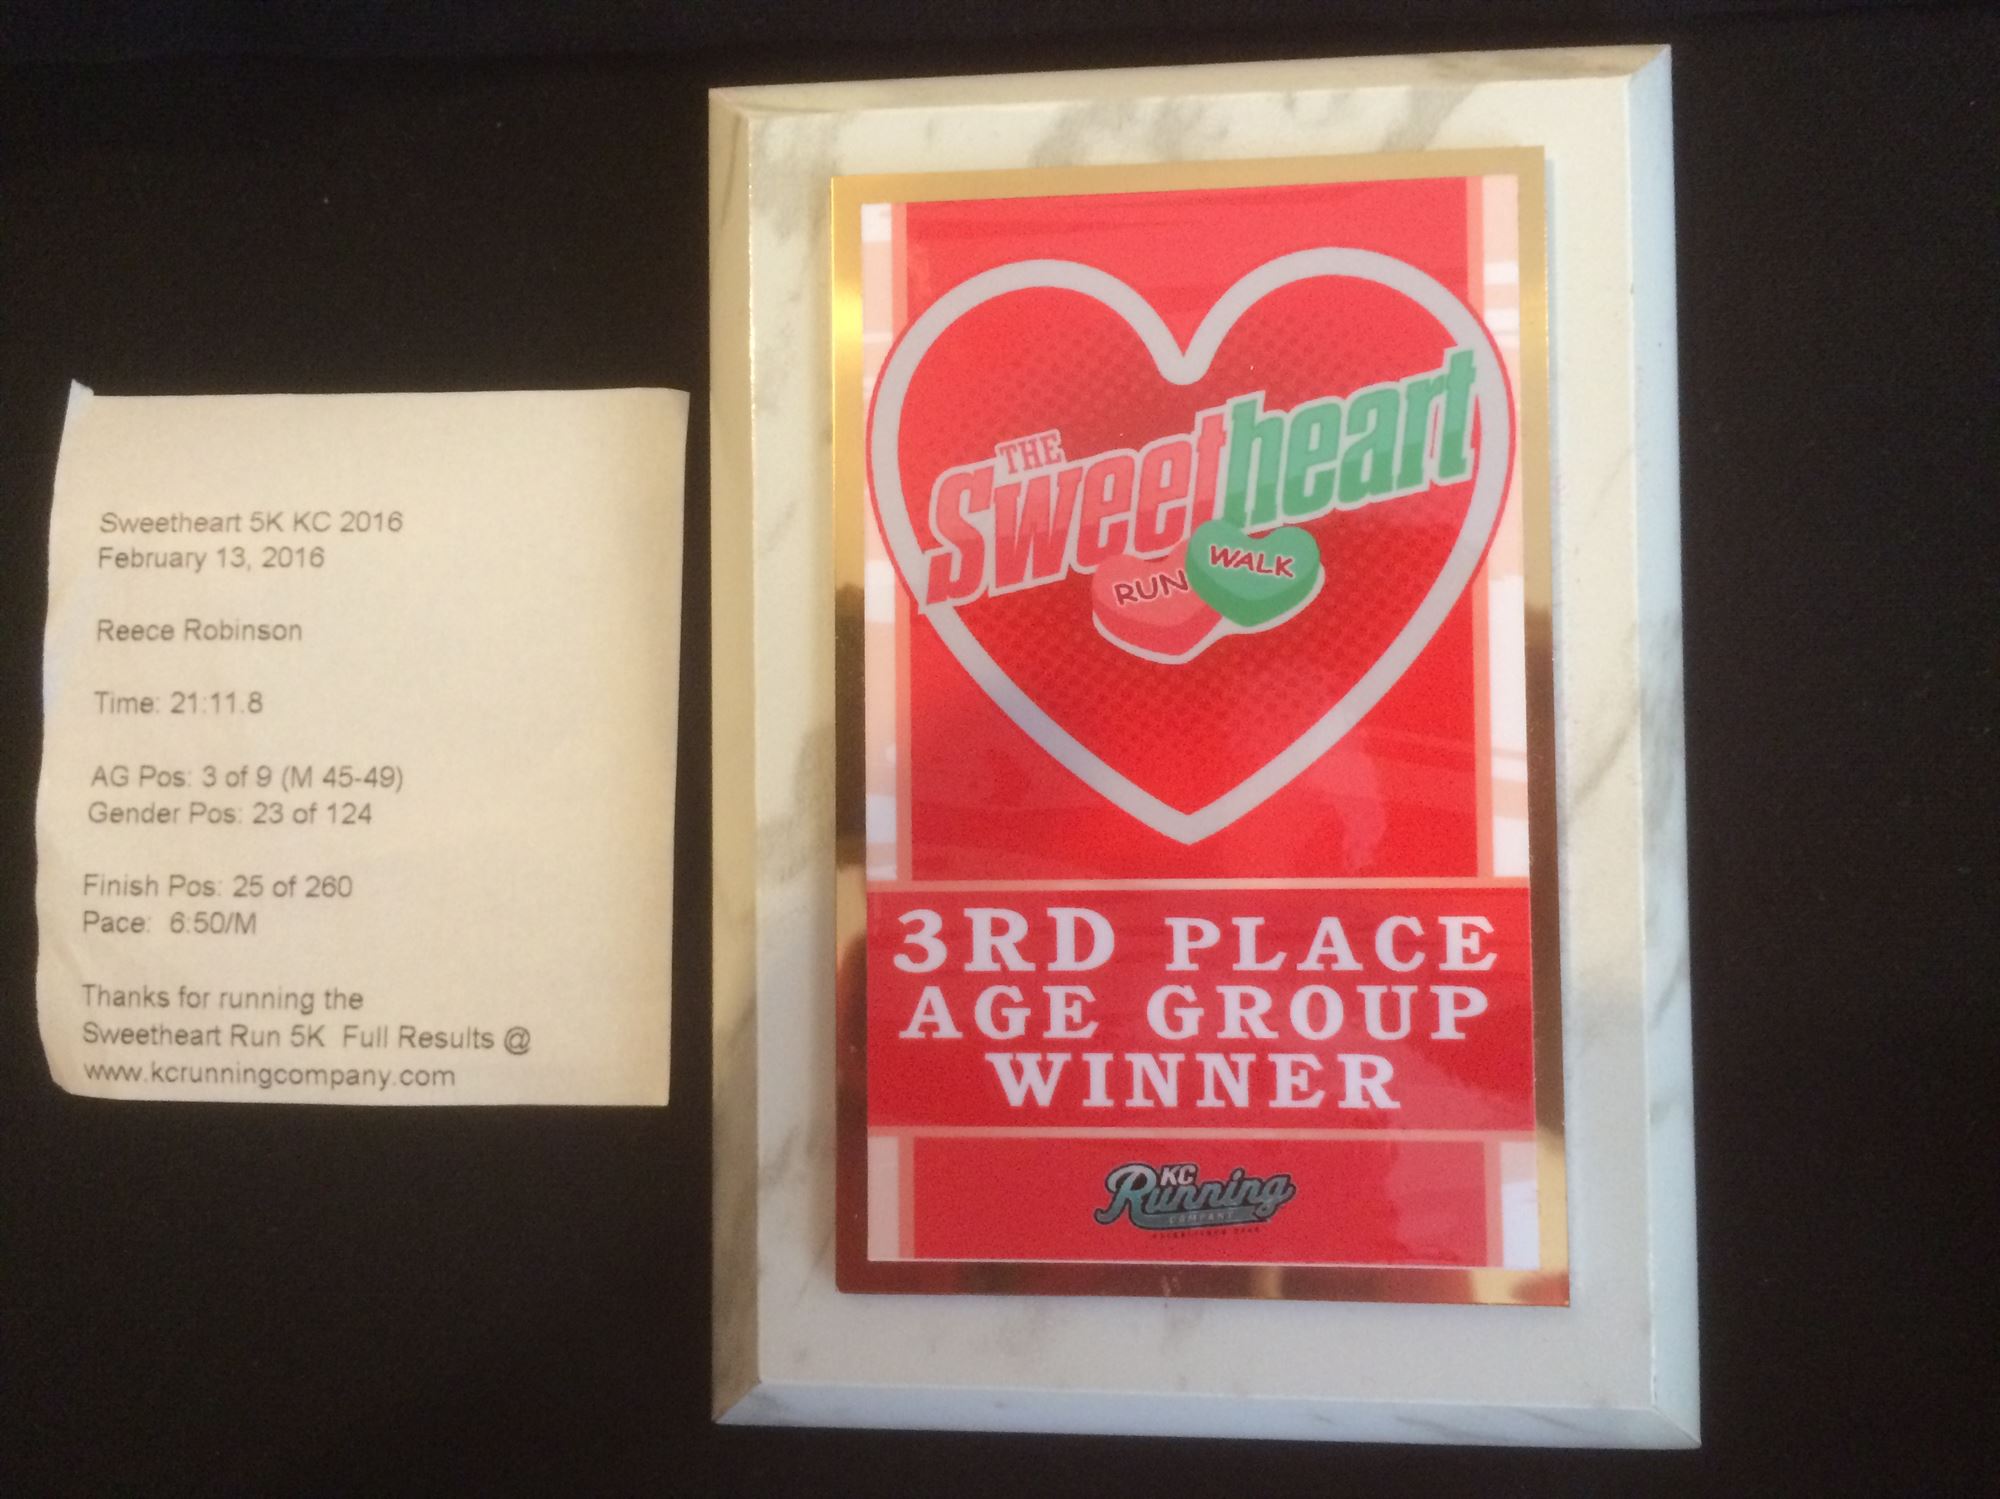 Sweetheart 5K KC 2016
February 13, 2016
Reece Robinson
Time: 21:11.8
AG Pos: 3 of 9 (M 45-49)
Gender Pos: 23 of 124
Finish Pos: 25 of 260
Pace: 6:50/M
Thanks for running the
Sweetheart Run 5K Full Results @
www.kcrunningcompany.com
THE
Sweetheart
RUN WALK
3RD PLACE
AGE GROUP
WINNER
KC
Running
COMPANY